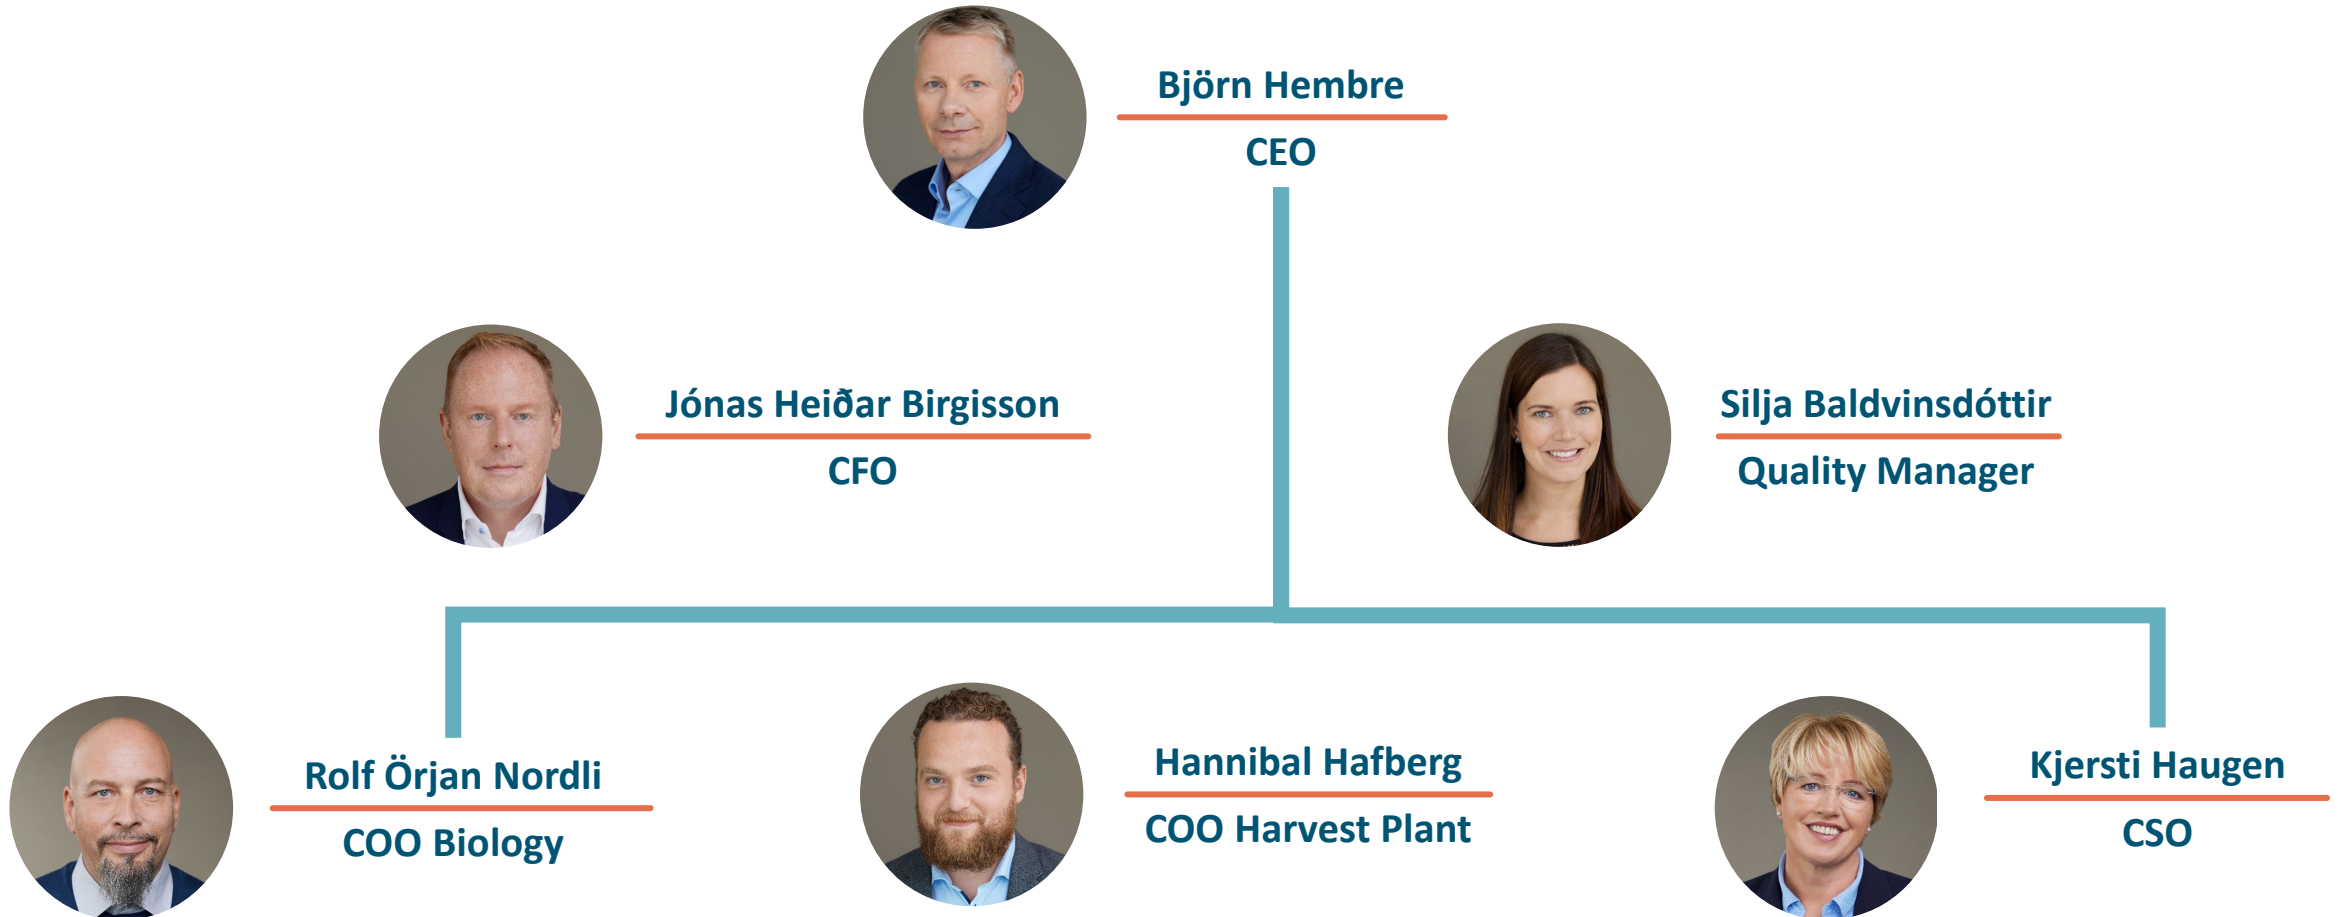 Björn Hembre
CEO
Jónas Heiðar Birgisson
CFO
Silja Baldvinsdóttir
Quality Manager
Rolf Örjan Nordli
COO Biology
Hannibal Hafberg
COO Harvest Plant
Kjersti Haugen
CSO